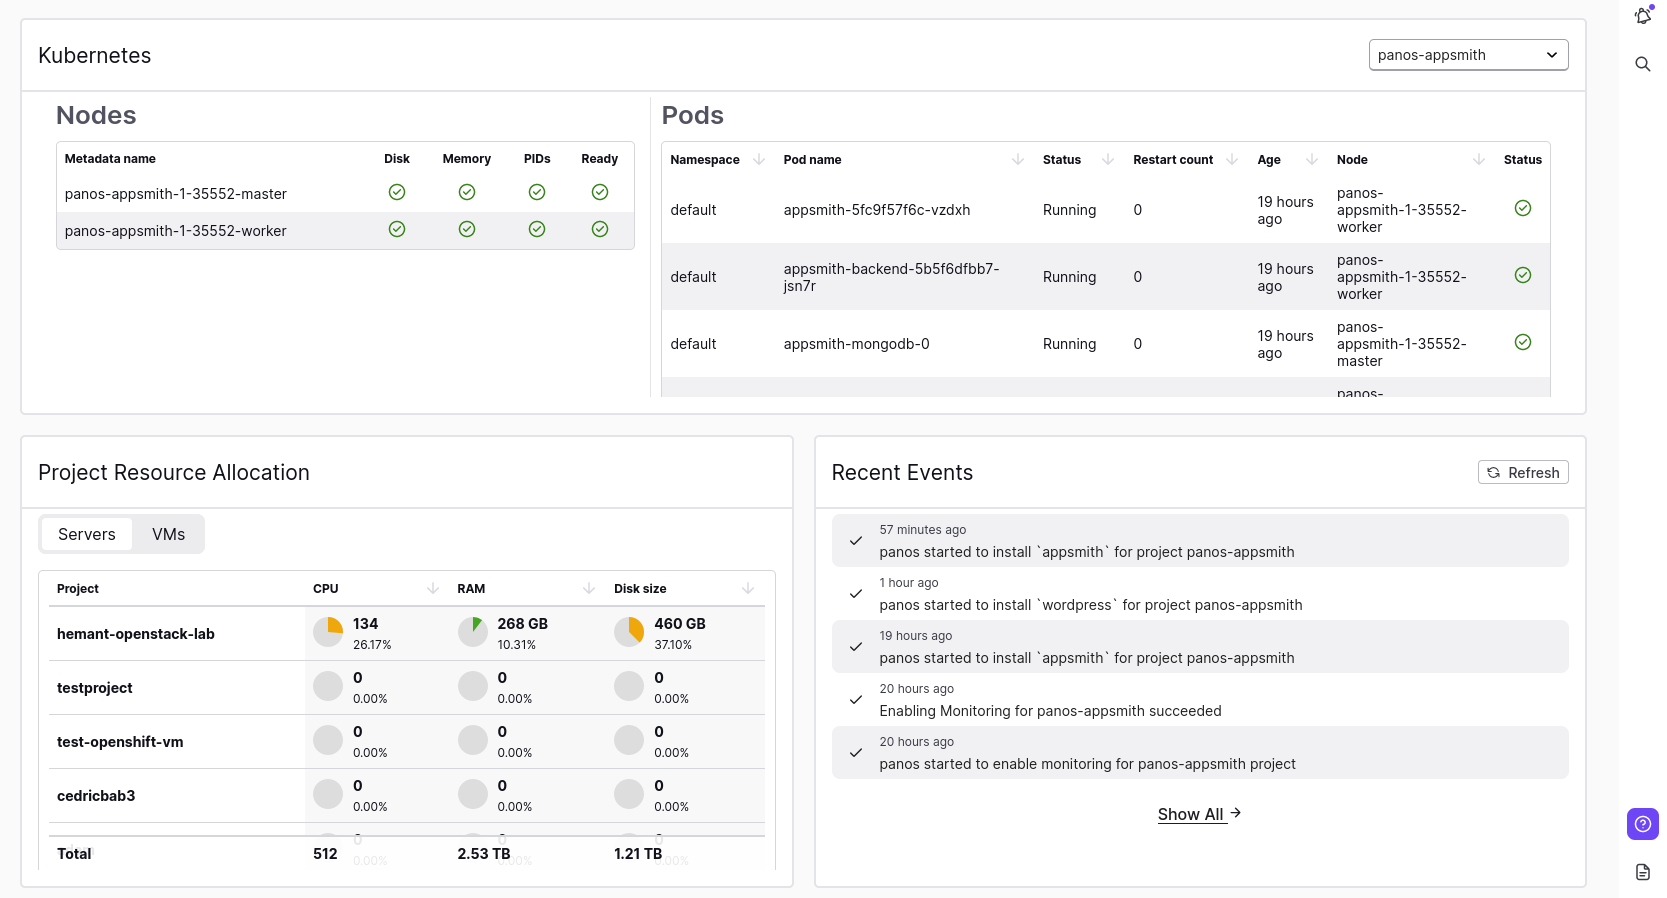 Kubernetes
panos-appsmith
Nodes
Metadata name Disk Memory PIDs Ready
panos-appsmith-1-35552-master
panos-appsmith-1-35552-worker
Pods
Namespace Pod name Status Restart count Age Node Status
default appsmith-5fc9f57f6c-vzdxh Running 0 19 hours ago panos-appsmith-1-35552-worker
default appsmith-backend-5b5f6dfbb7-jsn7r Running 0 19 hours ago panos-appsmith-1-35552-worker
default appsmith-mongodb-0 Running 0 19 hours ago panos-appsmith-1-35552-master
panos-
Project Resource Allocation
Servers VMs
Project CPU RAM Disk size
hemant-openstack-lab 134 26.17% 268 GB 10.31% 460 GB 37.10%
testproject 0 0.00% 0 0.00% 0 0.00%
test-openshift-vm 0 0.00% 0 0.00% 0 0.00%
cedricbab3 0 0.00% 0 0.00% 0 0.00%
0 0.00% 0 0.00% 0 0.00%
Total 512 2.53 TB 1.21 TB
Recent Events
Refresh
57 minutes ago
panos started to install `appsmith` for project panos-appsmith
1 hour ago
panos started to install `wordpress` for project panos-appsmith
19 hours ago
panos started to install `appsmith` for project panos-appsmith
20 hours ago
Enabling Monitoring for panos-appsmith succeeded
20 hours ago
panos started to enable monitoring for panos-appsmith project
Show All